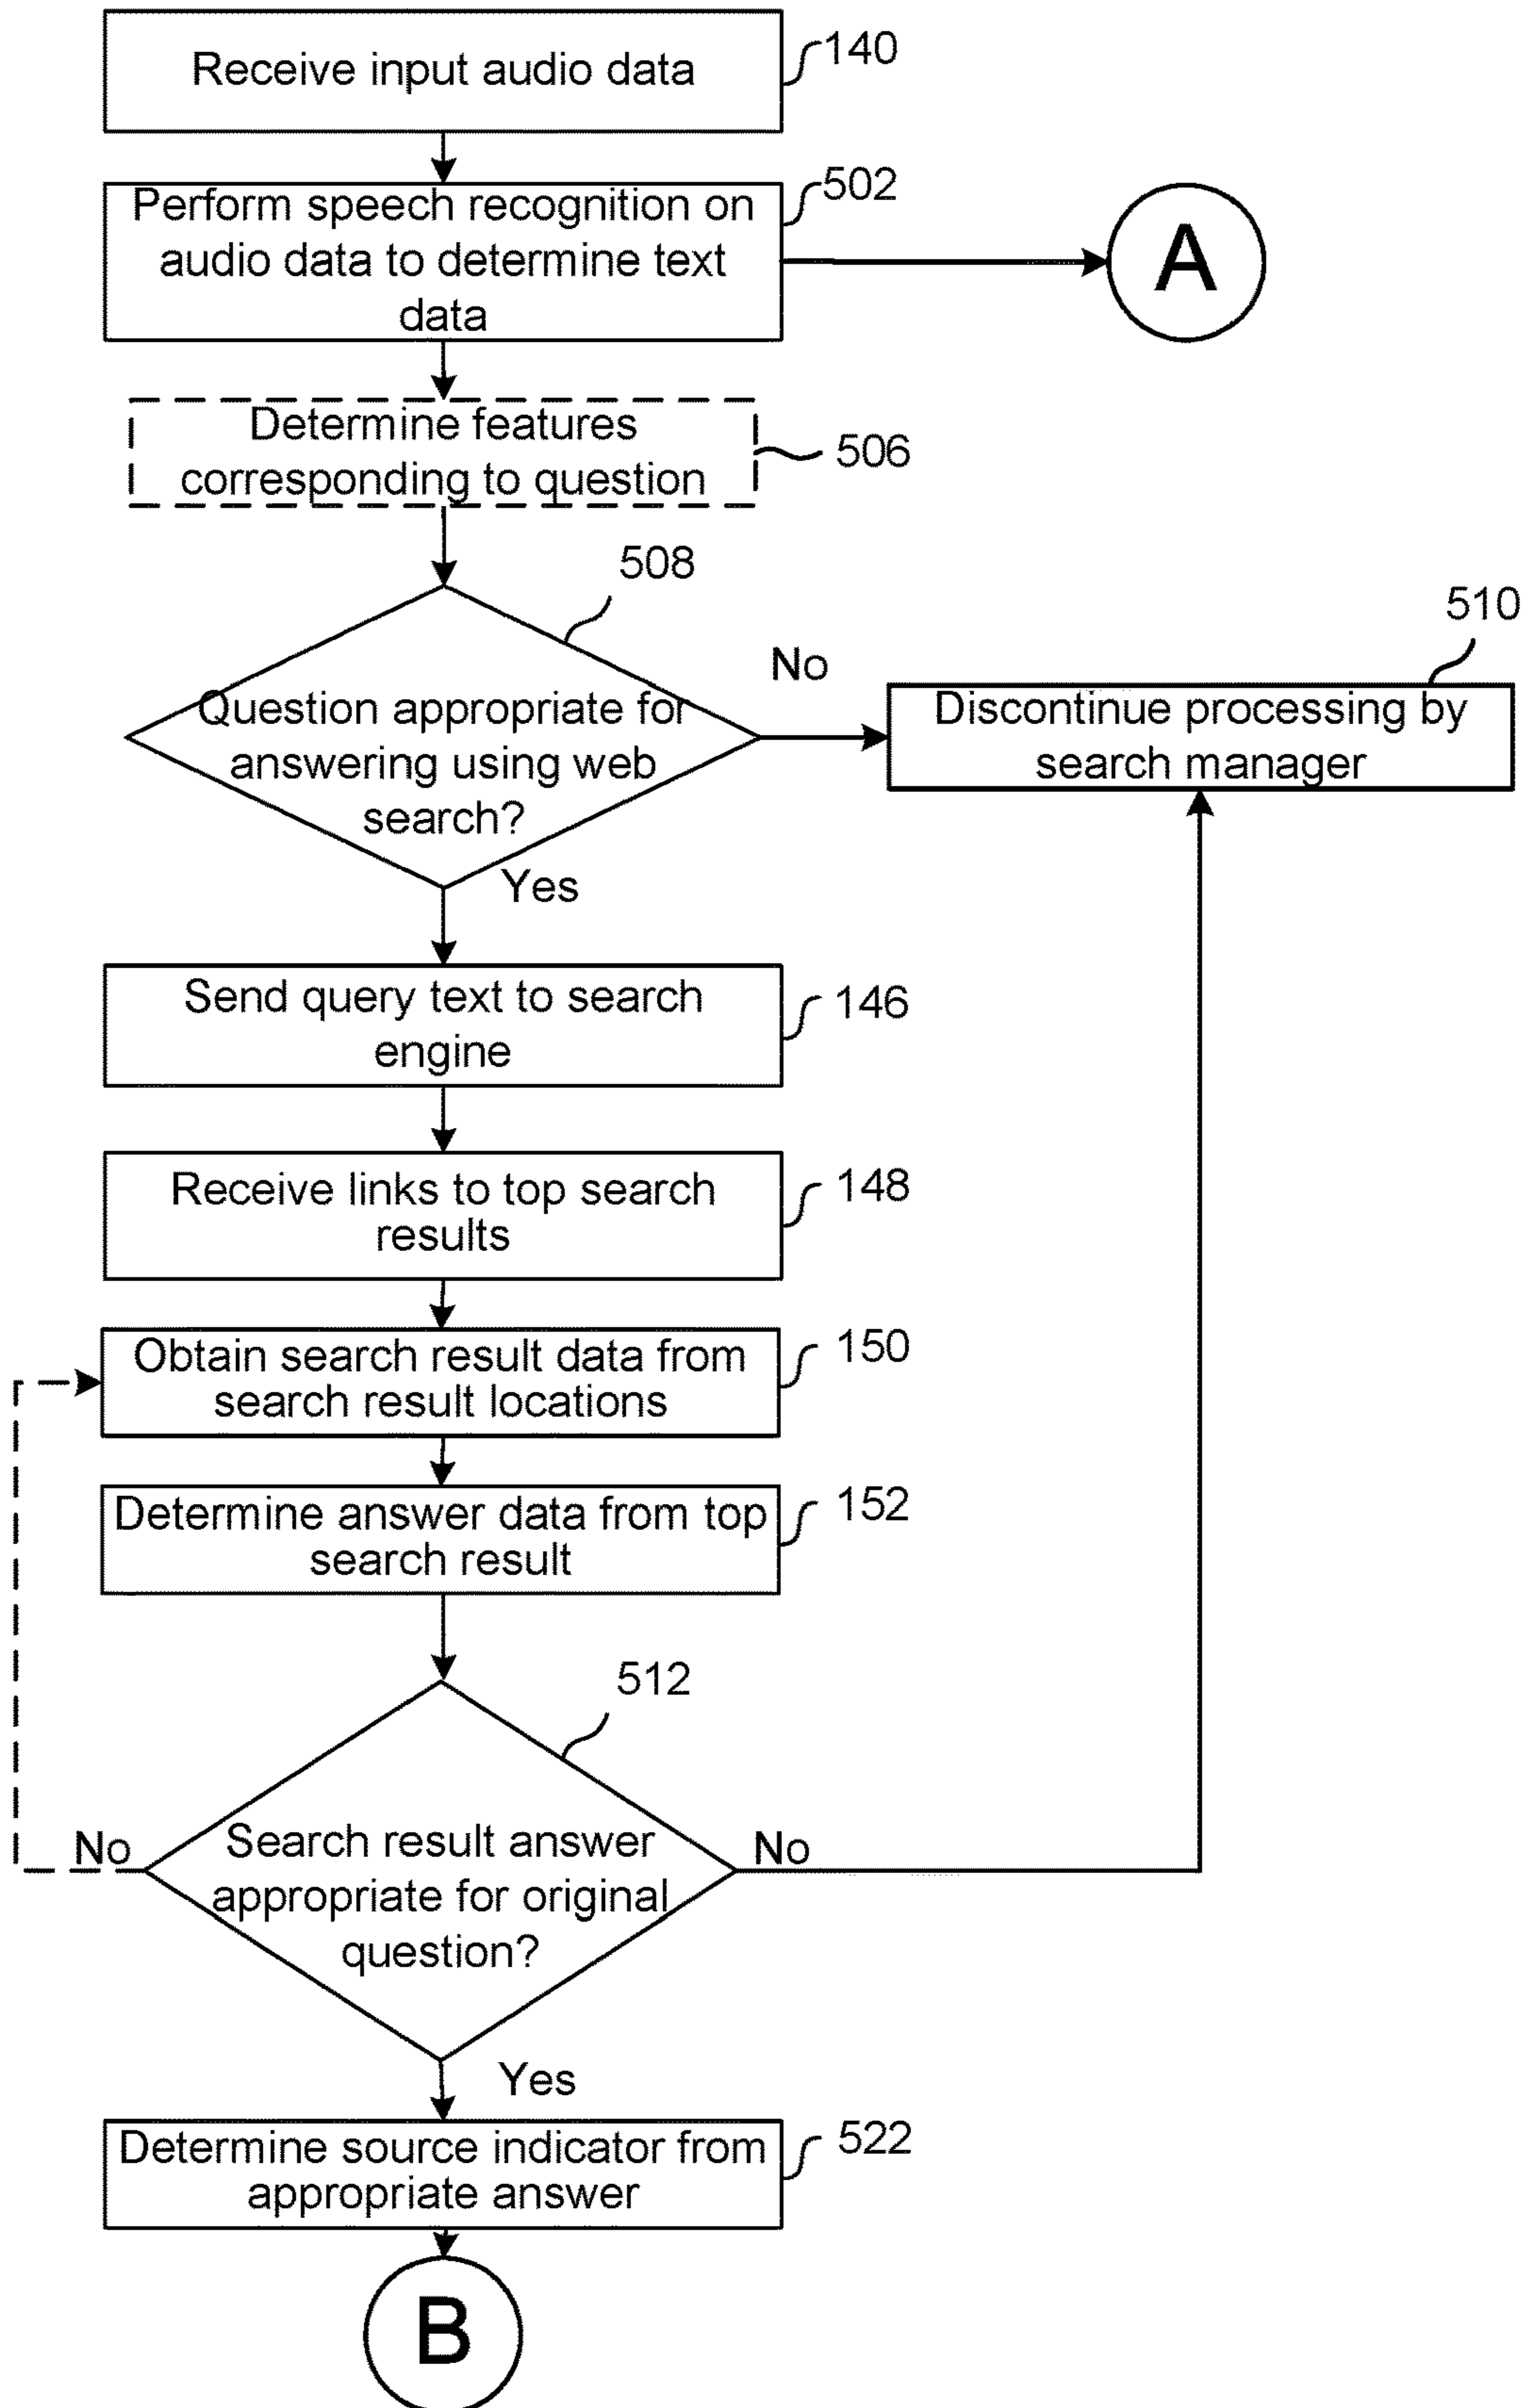 Receive input audio data
140
Perform speech recognition on
audio data to determine text
data
502
A
Determine features
corresponding to question
506
508
Question appropriate for
answering using web
search?
No
510
Discontinue processing by
search manager
Yes
Send query text to search
engine
146
Receive links to top search
results
148
Obtain search result data from
search result locations
150
Determine answer data from top
search result
152
512
Search result answer
appropriate for original
question?
No
No
Yes
Determine source indicator from
appropriate answer
522
B